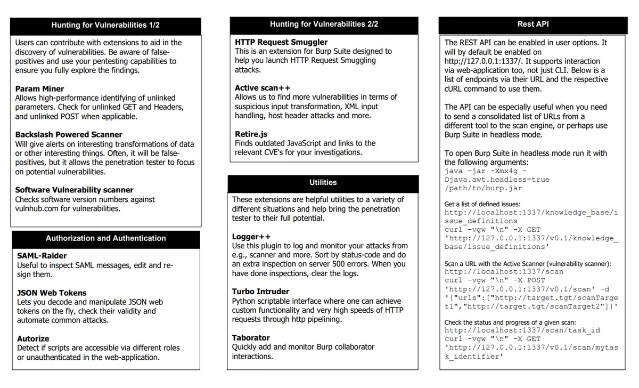 Hunting for Vulnerabilities 1/2
Users can contribute with extensions to aid in the
discovery of vulnerabilities. Be aware of false-
positives and use your pentesting capabilities to
ensure you fully explore the findings.
Param Miner
Allows high-performance identifying of unlinked
parameters. Check for unlinked GET and Headers,
and unlinked POST when applicable.
Backslash Powered Scanner
Will give alerts on interesting transformations of data
or other interesting things. Often, it will be false-
positives, but it allows the penetration tester to focus
on potential vulnerabilities.
Software Vulnerability scanner
Checks software version numbers against
vulnhub.com for vulnerabilities.
Authorization and Authentication
SAML-Raider
Useful to inspect SAML messages, edit and re-
sign them.
JSON Web Tokens
Lets you decode and manipulate JSON web
tokens on the fly, check their validity and
automate common attacks.
Autorize
Detect if scripts are accessible via different roles
or unauthenticated in the web-application.
Hunting for Vulnerabilities 2/2
HTTP Request Smuggler
This is an extension for Burp Suite designed to
help you launch HTTP Request Smuggling
attacks.
Active scan++
Allows us to find more vulnerabilities in terms of
suspicious input transformation, XML input
handling, host header attacks and more.
Retire.js
Finds outdated JavaScript and links to the
relevant CVE's for your investigations.
Utilities
These extensions are helpful utilities to a variety of
different situations and help bring the penetration
tester to their full potential.
Logger++
Use this plugin to log and monitor your attacks from
e.g., scanner and more. Sort by status-code and do
an extra inspection on server 500 errors. When you
have done inspections, clear the logs.
Turbo Intruder
Python scriptable interface where one can achieve
custom functionality and very high speeds of HTTP
requests through http pipelining.
Taborator
Quickly add and monitor Burp collaborator
interactions.
Rest API
The REST API can be enabled in user options. It
will by default be enabled on
http://127.0.0.1:1337/. It supports interaction
via web-application too, not just CLI. Below is a
list of endpoints via their URL and the respective
cURL command to use them.
The API can be especially useful when you need
to send a consolidated list of URLs from a
different tool to the scan engine, or perhaps use
Burp Suite in headless mode.
To open Burp Suite in headless mode run it with
the following arguments:
java -jar -Xmx4g -
Djava.awt.headless=true
/path/to/burp.jar
Get a list of defined issues:
http://localhost:1337/knowledge_base/i
ssue_definitions
curl -vgw "\n" -X GET
'http://127.0.0.1:1337/v0.1/knowledge_
base/issue_definitions'
Scan a URL with the Active Scanner (vulnerability scanner):
http://localhost:1337/scan
curl -vgw "\n" -X POST
'http://127.0.0.1:1337/v0.1/scan' -d
'{"urls":["http://target.tgt/scanTarge
t1","http://target.tgt/scanTarget2"]}'
Check the status and progress of a given scan:
http://localhost:1337/scan/task_id
curl -vgw "\n" -X GET
'http://127.0.0.1:1337/v0.1/scan/mytas
k_identifier'